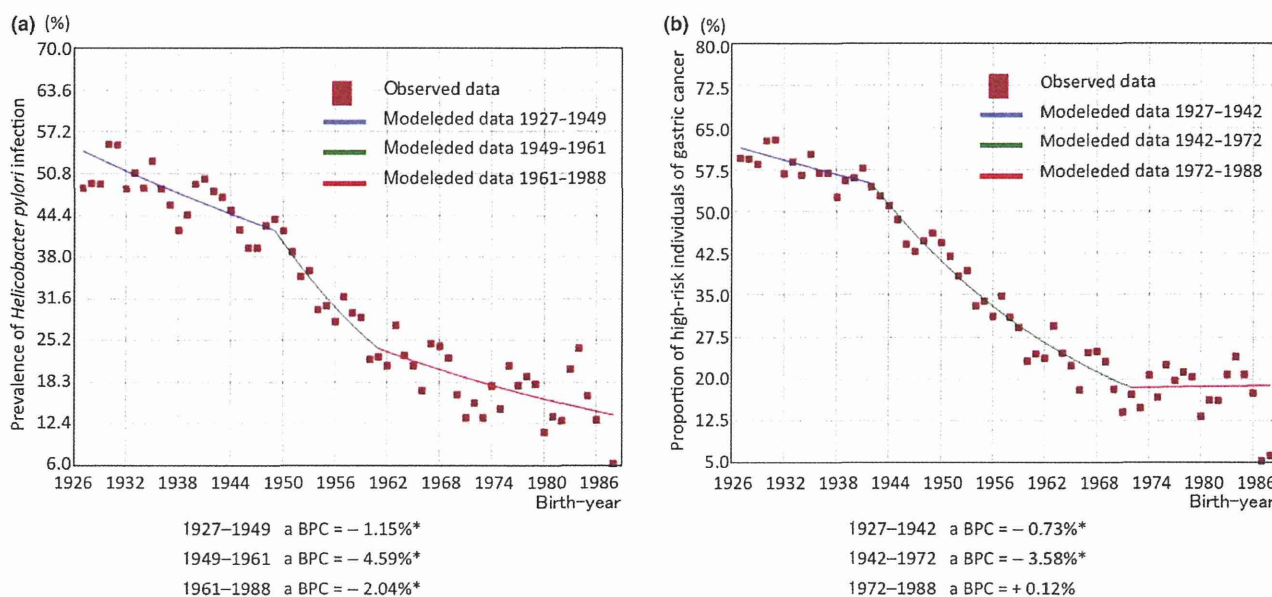 (a) (%)
Prevalence of Helicobacter pylori infection
70.0
63.6
57.2
50.8
44.4
38.0
31.6
25.2
18.3
12.4
6.0
Observed data
Modeleded data 1927-1949
Modeleded data 1949-1961
Modeleded data 1961-1988
1926 1932 1938 1944 1950 1956 1962 1968 1974 1980 1986
Birth-year
1927–1949 a BPC = – 1.15%*
1949–1961 a BPC = – 4.59%*
1961–1988 a BPC = – 2.04%*
(b) (%)
Proportion of high-risk individuals of gastric cancer
80.0
72.5
65.0
57.5
50.0
42.5
35.0
27.5
20.0
12.5
5.0
Observed data
Modeleded data 1927-1942
Modeleded data 1942-1972
Modeleded data 1972-1988
1926 1932 1938 1944 1950 1956 1962 1968 1974 1980 1986
Birth-year
1927–1942 a BPC = – 0.73%*
1942–1972 a BPC = – 3.58%*
1972–1988 a BPC = + 0.12%